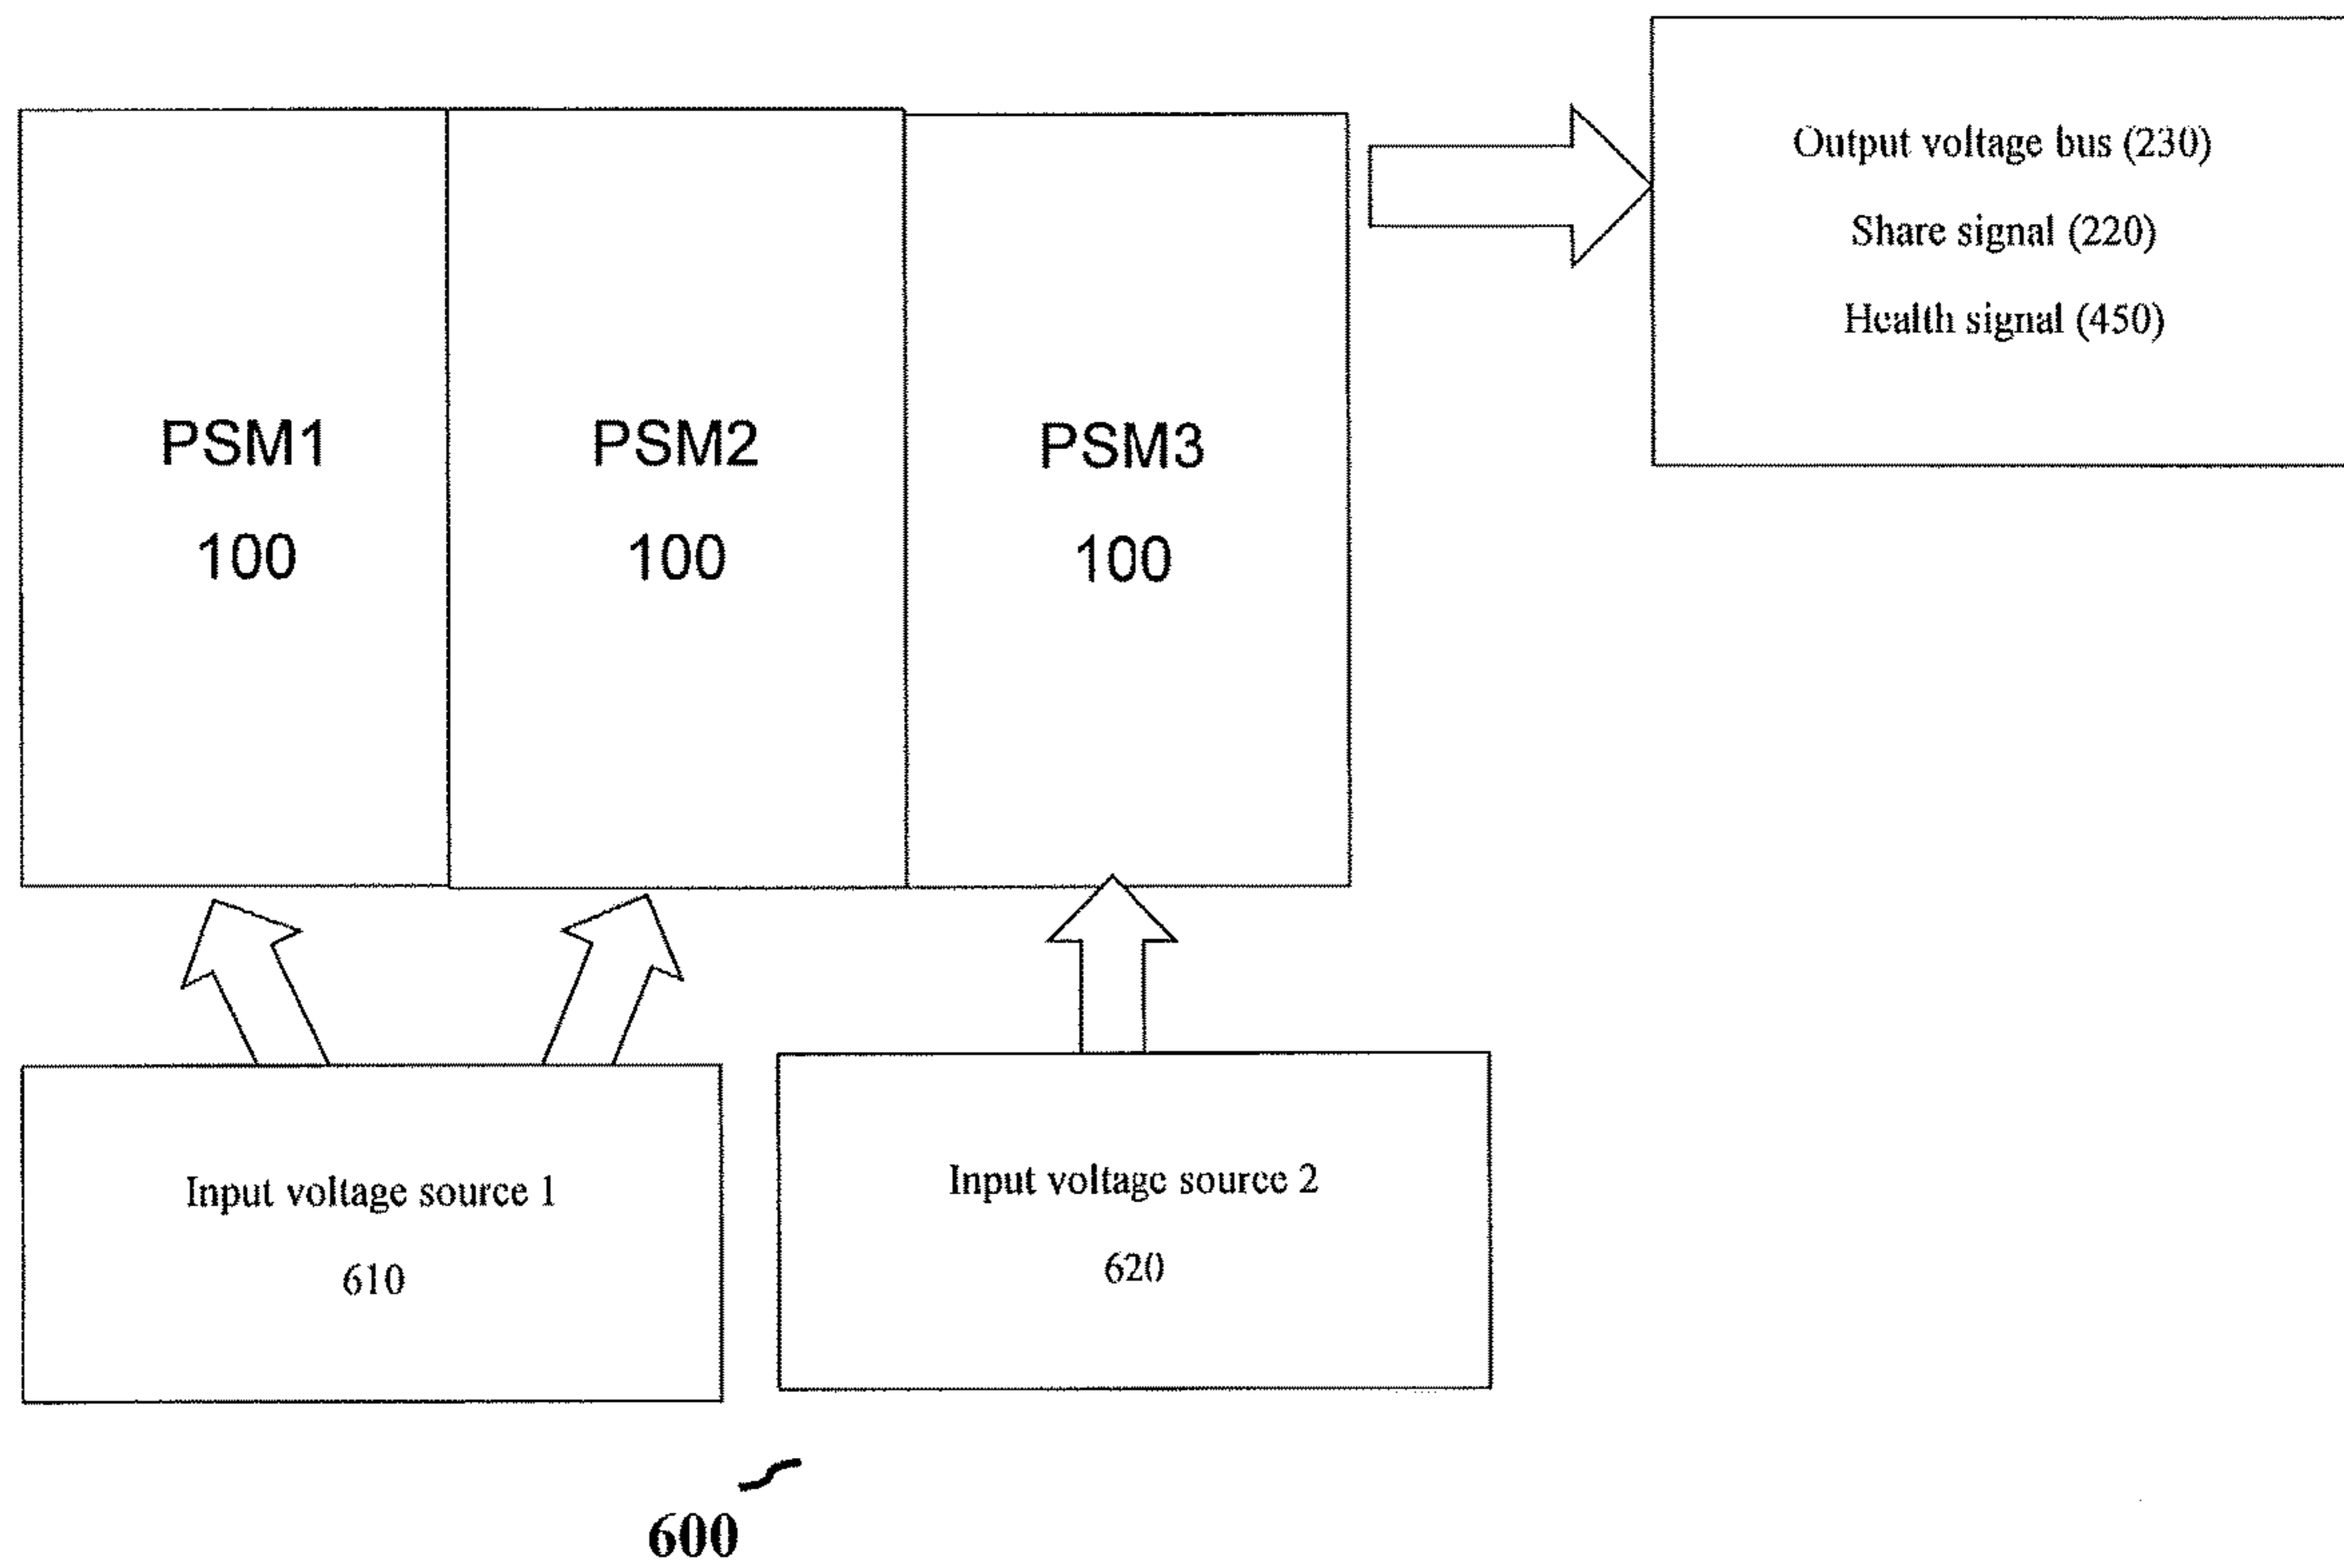 Output voltage bus (230)
Share signal (220)
Health signal (450)
PSM1
100
PSM2
100
PSM3
100
Input voltage source 1
610
Input voltage source 2
620
600